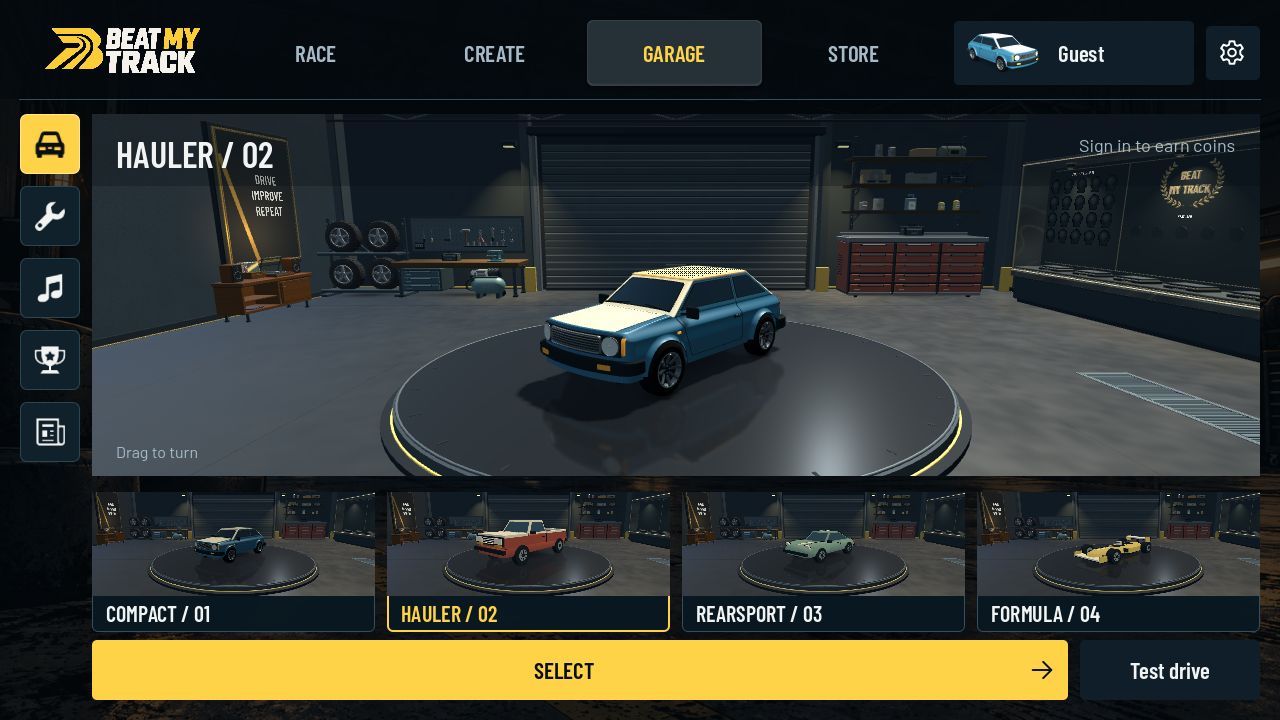 BEAT MY
TRACK
RACE
CREATE
GARAGE
STORE
Guest
HAULER / 02
Sign in to earn coins
DRIVE
IMPROVE
REPEAT
BEAT
MY TRACK
Drag to turn
COMPACT / 01
HAULER / 02
REARSPORT / 03
FORMULA / 04
SELECT
Test drive